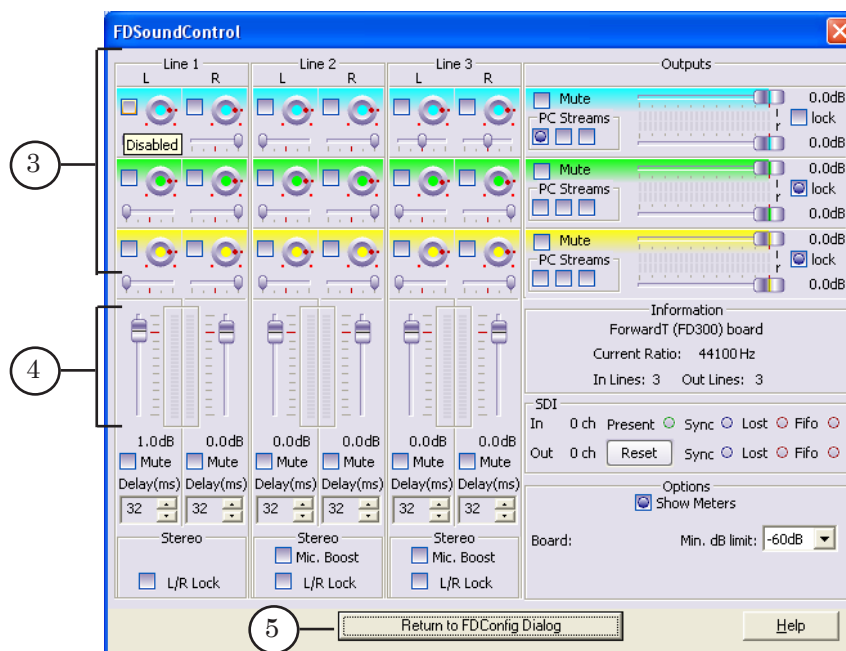 FDSoundControl
Line 1 Line 2 Line 3 Outputs
L R L R L R
Mute 0.0dB
PC Streams r lock
Disabled 0.0dB
Mute 0.0dB
PC Streams r lock
0.0dB
Mute 0.0dB
PC Streams r lock
0.0dB
3
Information
ForwardT (FD300) board
Current Ratio: 44100 Hz
In Lines: 3 Out Lines: 3
4
SDI
In 0 ch Present Sync Lost Fifo
Out 0 ch Reset Sync Lost Fifo
1.0dB 0.0dB 0.0dB 0.0dB 0.0dB 0.0dB
Mute Mute Mute Mute Mute Mute
Delay(ms) Delay(ms) Delay(ms) Delay(ms) Delay(ms) Delay(ms)
32 32 32 32 32 32
Options
Show Meters
Board: Min. dB limit: -60dB
Stereo Stereo Stereo
Mic. Boost Mic. Boost
L/R Lock L/R Lock L/R Lock
5
Return to FDConfig Dialog Help